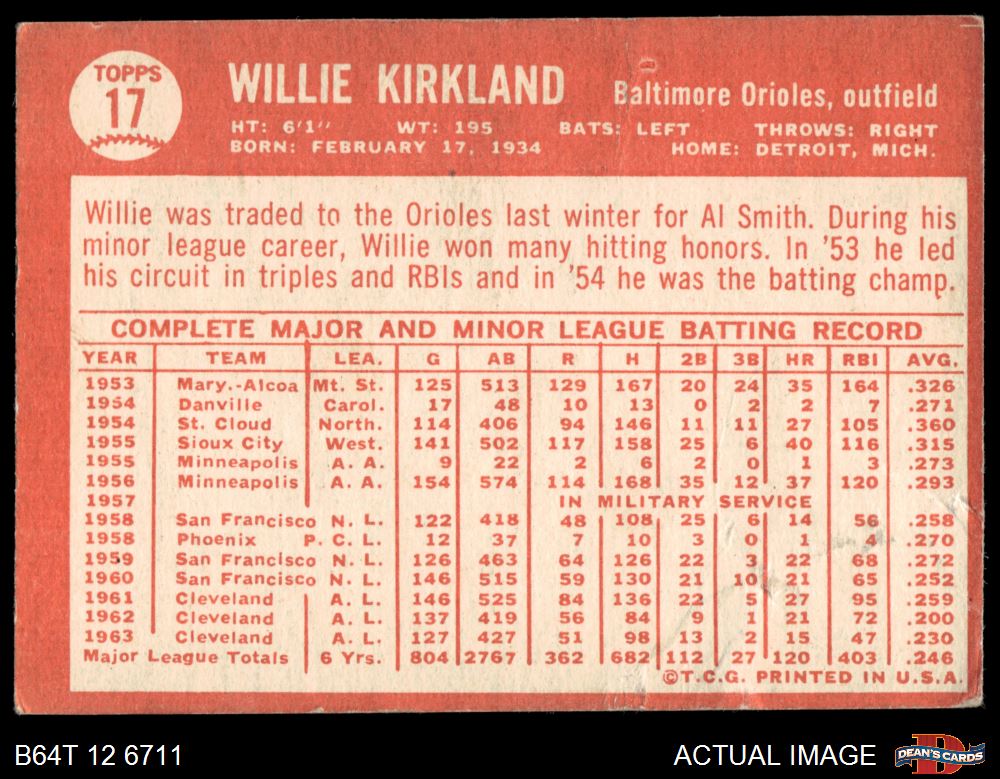 TOPPS
17
WILLIE KIRKLAND Baltimore Orioles, outfield
HT: 6'1" WT: 195 BATS: LEFT THROWS: RIGHT
BORN: FEBRUARY 17, 1934 HOME: DETROIT, MICH.
Willie was traded to the Orioles last winter for Al Smith. During his
minor league career, Willie won many hitting honors. In '53 he led
his circuit in triples and RBIs and in '54 he was the batting champ.
COMPLETE MAJOR AND MINOR LEAGUE BATTING RECORD
YEAR TEAM LEA. G AB R H 2B 3B HR RBI AVG.
1953 Mary.-Alcoa Mt. St. 125 513 129 167 20 24 35 164 .326
1954 Danville Carol. 17 48 10 13 0 2 2 7 .271
1954 St. Cloud North. 114 406 94 146 11 11 27 105 .360
1955 Sioux City West. 141 502 117 158 25 6 40 116 .315
1955 Minneapolis A. A. 9 22 2 6 2 0 1 3 .273
1956 Minneapolis A. A. 154 574 114 168 35 12 37 120 .293
1957 IN MILITARY SERVICE
1958 San Francisco N. L. 122 418 48 108 25 6 14 56 .258
1958 Phoenix P. C. L. 12 37 7 10 3 0 1 4 .270
1959 San Francisco N. L. 126 463 64 126 22 3 22 68 .272
1960 San Francisco N. L. 146 515 59 130 21 10 21 65 .252
1961 Cleveland A. L. 146 525 84 136 22 5 27 95 .259
1962 Cleveland A. L. 137 419 56 84 9 1 21 72 .200
1963 Cleveland A. L. 127 427 51 98 13 2 15 47 .230
Major League Totals 6 Yrs. 804 2767 362 682 112 27 120 403 .246
©T.C.G. PRINTED IN U.S.A.
B64T 12 6711 ACTUAL IMAGE DEAN'S CARDS